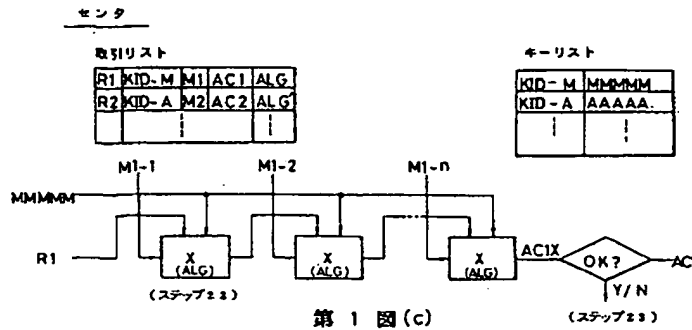 センタ
取引リスト
R1 KID-M M1 AC1 ALG
R2 KID-A M2 AC2 ALG
キーリスト
KID-M MMMMM
KID-A AAAAA.
M1-1 M1-2 M1-n
MMMMM
R1
X (ALG)
X (ALG)
X (ALG)
AC1X
OK?
AC
Y/N
(ステップ22)
(ステップ23)
第 1 図(c)